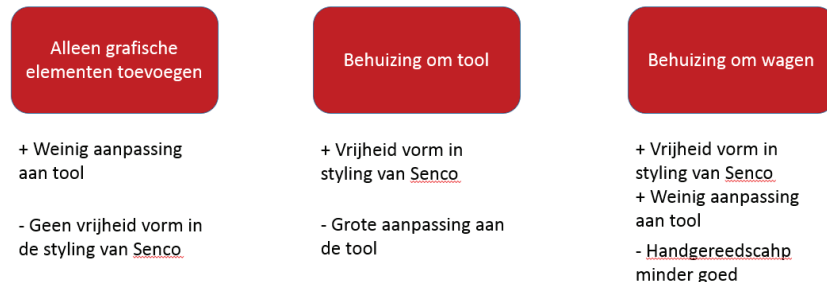 Alleen grafische
elementen toevoegen
+ Weinig aanpassing
aan tool
- Geen vrijheid vorm in
de styling van Senco
Behuizing om tool
+ Vrijheid vorm in
styling van Senco
- Grote aanpassing aan
de tool
Behuizing om wagen
+ Vrijheid vorm in
styling van Senco
+ Weinig aanpassing
aan tool
- Handgereedscahp
minder goed